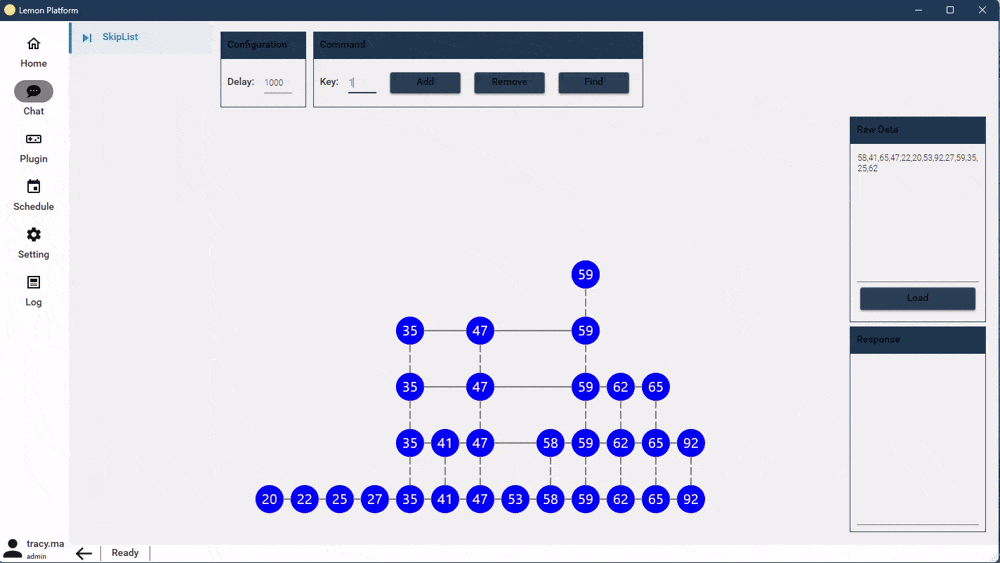 Lemon Platform
Home
Chat
Plugin
Schedule
Setting
Log
tracy.ma
admin
SkipList
Configuration
Delay: 1000
Command
Key: 1 Add Remove Find
Raw Data
58,41,65,47,22,20,53,92,27,59,35,
25,62
Load
Response
59
35 47 59
35 47 59 62 65
35 41 47 58 59 62 65 92
20 22 25 27 35 41 47 53 58 59 62 65 92
Ready